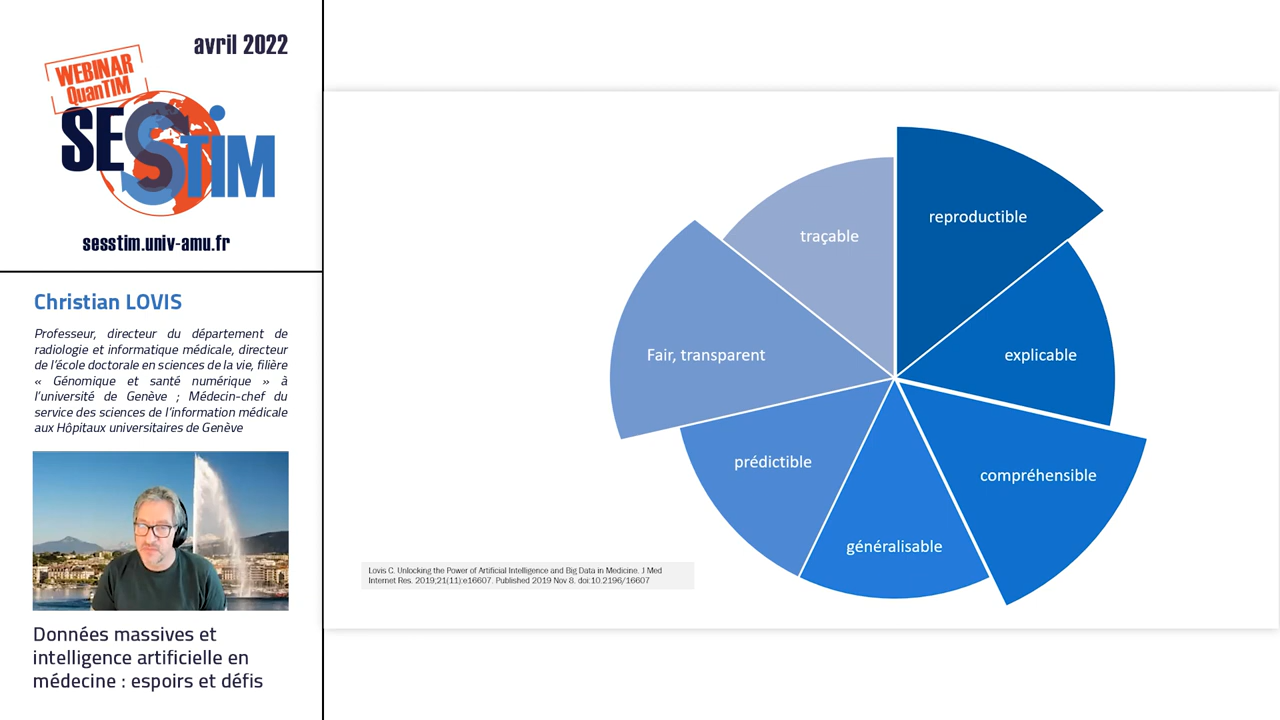 avril 2022
WEBINAR
QuanTIM
SESSTIM
sesstim.univ-amu.fr
Christian LOVIS
Professeur, directeur du département de
radiologie et informatique médicale, directeur
de l’école doctorale en sciences de la vie, filière
« Génomique et santé numérique » à
l’université de Genève ; Médecin-chef du
service des sciences de l’information médicale
aux Hôpitaux universitaires de Genève
Données massives et
intelligence artificielle en
médecine : espoirs et défis
reproductible
traçable
explicable
Fair, transparent
prédictible
compréhensible
généralisable
Lovis C. Unlocking the Power of Artificial Intelligence and Big Data in Medicine. J Med
Internet Res. 2019;21(11):e16607. Published 2019 Nov 8. doi:10.2196/16607